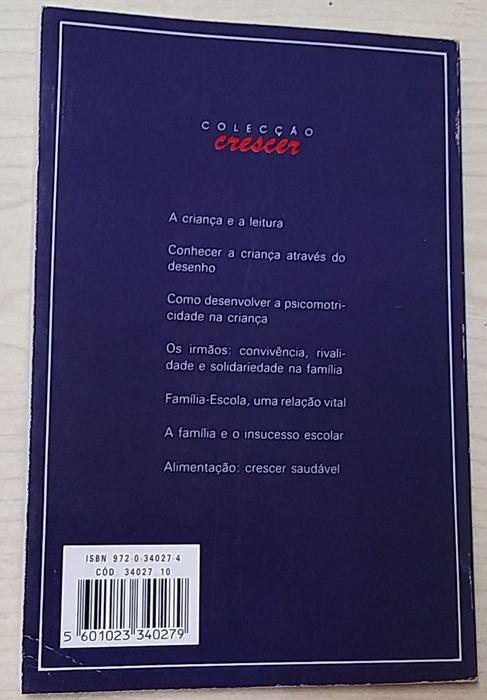 COLECÇÃO
crescer
A criança e a leitura
Conhecer a criança através do
desenho
Como desenvolver a psicomotri-
cidade na criança
Os irmãos: convivência, rivali-
dade e solidariedade na família
Família-Escola, uma relação vital
A família e o insucesso escolar
Alimentação: crescer saudável
ISBN 972 0 34027 4
CÓD. 34027 10
5 601023 340279